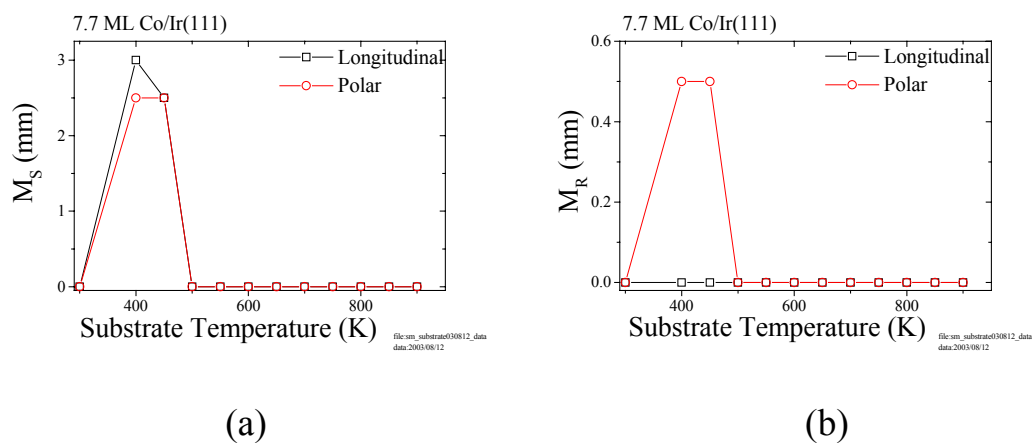 7.7 ML Co/Ir(111)
Longitudinal
Polar
3
2
1
0
M_S (mm)
400 600 800
Substrate Temperature (K)
file:sm_substrate030812_data
data:2003/08/12
(a)
7.7 ML Co/Ir(111)
Longitudinal
Polar
0.6
0.4
0.2
0.0
M_R (mm)
400 600 800
Substrate Temperature (K)
file:sm_substrate030812_data
data:2003/08/12
(b)